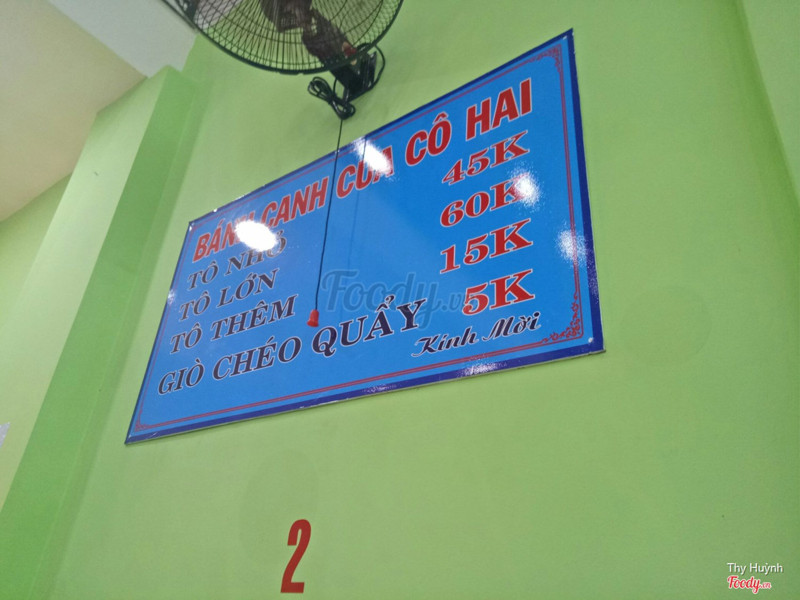 BÁNH CANH CUA CÔ HAI
TÔ NHỎ 45K
TÔ LỚN 60K
TÔ THÊM 15K
GIÒ CHÉO QUẨY 5K
Kính Mời
Foody.vn
2
Thy Huỳnh
Foody.vn